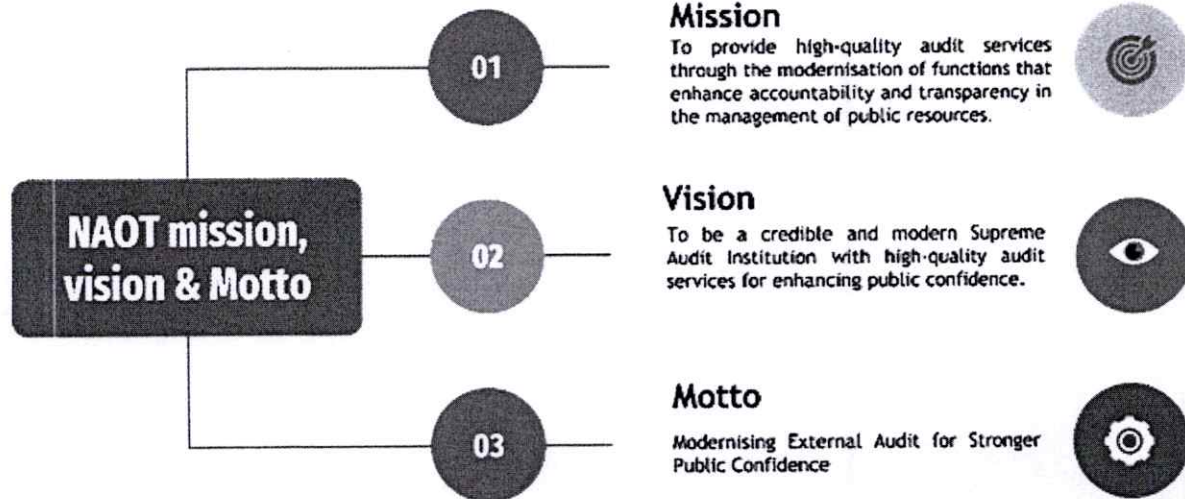 NAOT mission,
vision & Motto
01
Mission
To provide high-quality audit services
through the modernisation of functions that
enhance accountability and transparency in
the management of public resources.
02
Vision
To be a credible and modern Supreme
Audit Institution with high-quality audit
services for enhancing public confidence.
03
Motto
Modernising External Audit for Stronger
Public Confidence